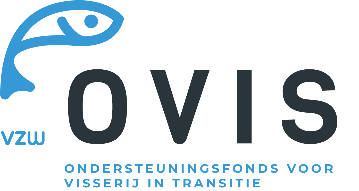 vzw OVIS
ONDERSTEUNINGSFONDS VOOR
VISSERIJ IN TRANSITIE